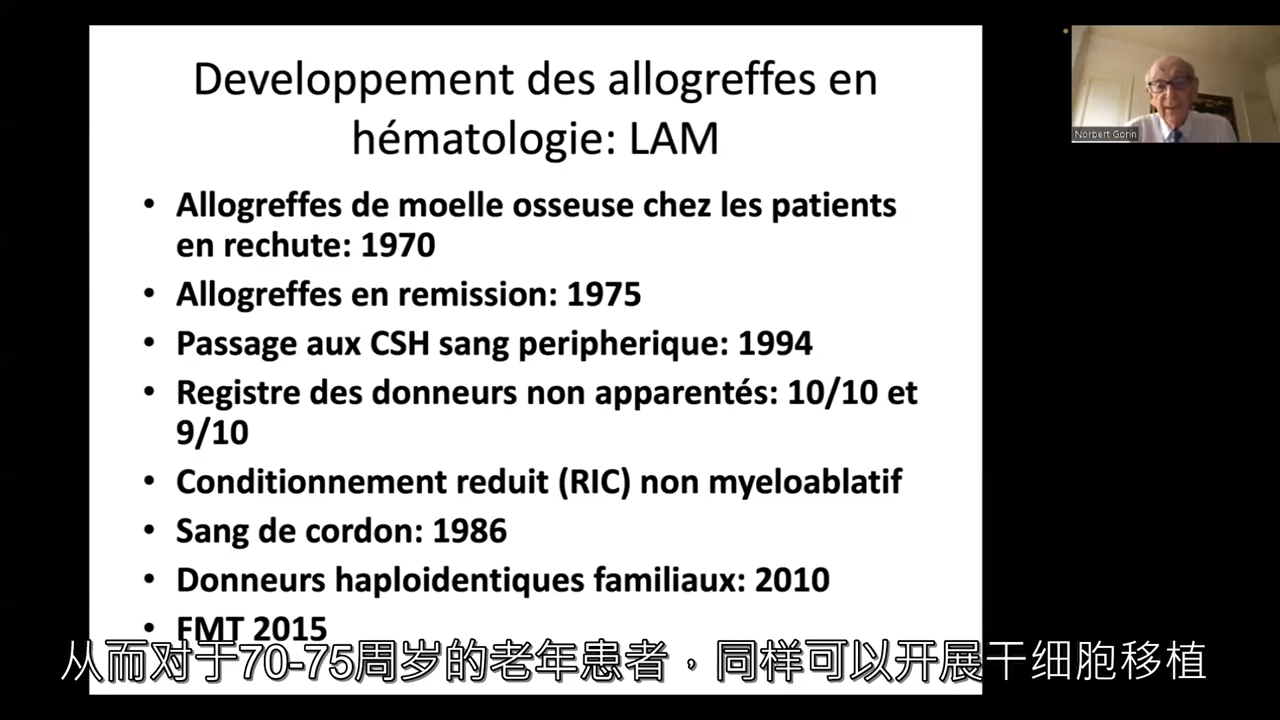 Developpement des allogreffes en
hématologie: LAM
• Allogreffes de moelle osseuse chez les patients
en rechute: 1970
• Allogreffes en remission: 1975
• Passage aux CSH sang peripherique: 1994
• Registre des donneurs non apparentés: 10/10 et
9/10
• Conditionnement reduit (RIC) non myeloablatif
• Sang de cordon: 1986
• Donneurs haploidentiques familiaux: 2010
• FMT 2015
从而对于70-75周岁的老年患者，同样可以开展干细胞移植
Norbert Gorin